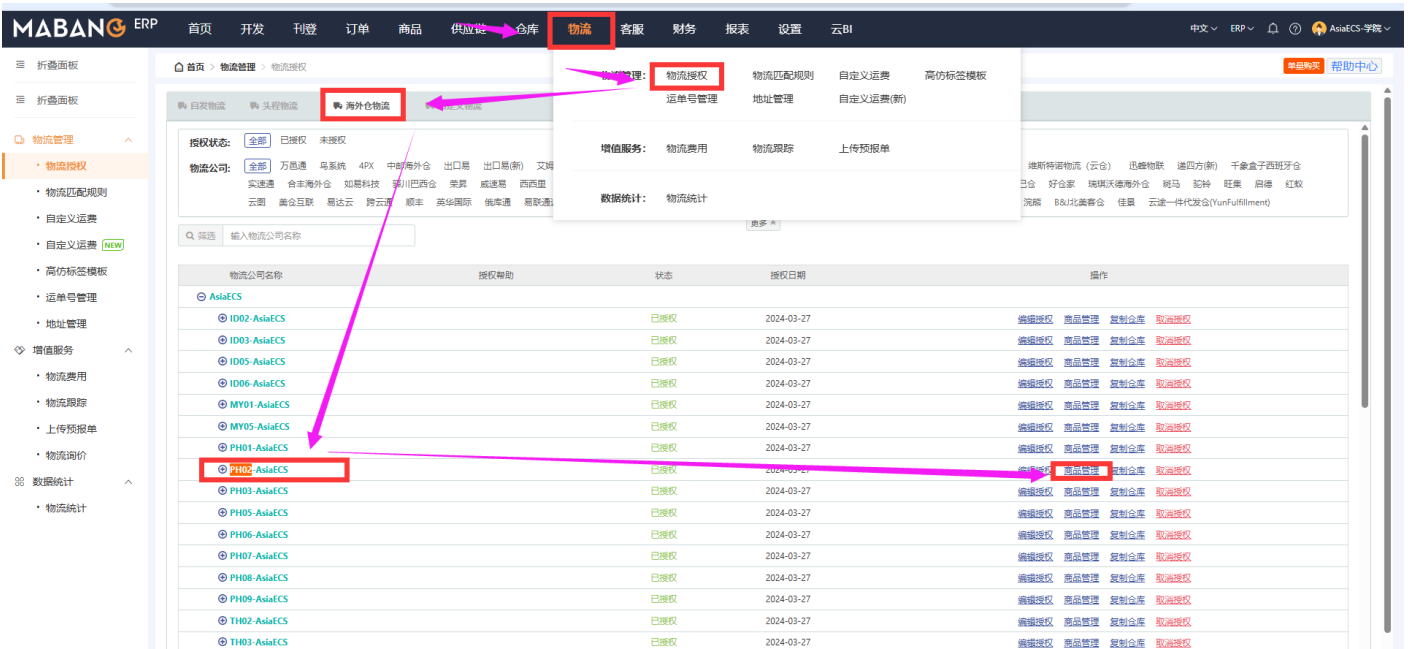 MABANG ERP 首页 开发 刊登 订单 商品 供应链 仓库 物流 客服 财务 报表 设置 云BI 中文 ERP AsiaECS-学院
折叠面板
折叠面板
物流管理
物流授权
物流匹配规则
自定义运费
自定义运费 NEW
高仿标签模板
运单号管理
地址管理
增值服务
物流费用
物流跟踪
上传预报单
物流询价
数据统计
物流统计
首页 > 物流管理 > 物流授权
单品购买 帮助中心
物流管理: 物流授权 物流匹配规则 自定义运费 高仿标签模板
运单号管理 地址管理 自定义运费(新)
增值服务: 物流费用 物流跟踪 上传预报单
数据统计: 物流统计
自发物流 头程物流 海外仓物流
授权状态: 全部 已授权 未授权
物流公司: 全部 万邑通 鸟系统 4PX 中邮海外仓 出口易 出口易(新) 维斯特诺物流（云仓） 迅蜂物联 递四方(新) 千象盒子西班牙仓
实速通 合丰海外仓 如易科技 巴西仓 荣昇 威速易 西西里 好仓家 瑞琪沃德海外仓 斑马 驼铃 旺集 启德 红蚁
云图 美仓互联 易达云 跨云通 顺丰 英华国际 俄库通 B&J北美春仓 佳景 云途一件代发仓(YunFulfillment)
更多
筛选 输入物流公司名称
物流公司名称 授权帮助 状态 授权日期 操作
AsiaECS
ID02-AsiaECS 已授权 2024-03-27 编辑授权 商品管理 复制仓库 取消授权
ID03-AsiaECS 已授权 2024-03-27 编辑授权 商品管理 复制仓库 取消授权
ID05-AsiaECS 已授权 2024-03-27 编辑授权 商品管理 复制仓库 取消授权
ID06-AsiaECS 已授权 2024-03-27 编辑授权 商品管理 复制仓库 取消授权
MY01-AsiaECS 已授权 2024-03-27 编辑授权 商品管理 复制仓库 取消授权
MY05-AsiaECS 已授权 2024-03-27 编辑授权 商品管理 复制仓库 取消授权
PH01-AsiaECS 已授权 2024-03-27 编辑授权 商品管理 复制仓库 取消授权
PH02-AsiaECS 已授权 2024-03-27 编辑授权 商品管理 复制仓库 取消授权
PH03-AsiaECS 已授权 2024-03-27 编辑授权 商品管理 复制仓库 取消授权
PH05-AsiaECS 已授权 2024-03-27 编辑授权 商品管理 复制仓库 取消授权
PH06-AsiaECS 已授权 2024-03-27 编辑授权 商品管理 复制仓库 取消授权
PH07-AsiaECS 已授权 2024-03-27 编辑授权 商品管理 复制仓库 取消授权
PH08-AsiaECS 已授权 2024-03-27 编辑授权 商品管理 复制仓库 取消授权
PH09-AsiaECS 已授权 2024-03-27 编辑授权 商品管理 复制仓库 取消授权
TH02-AsiaECS 已授权 2024-03-27 编辑授权 商品管理 复制仓库 取消授权
TH03-AsiaECS 已授权 2024-03-27 编辑授权 商品管理 复制仓库 取消授权